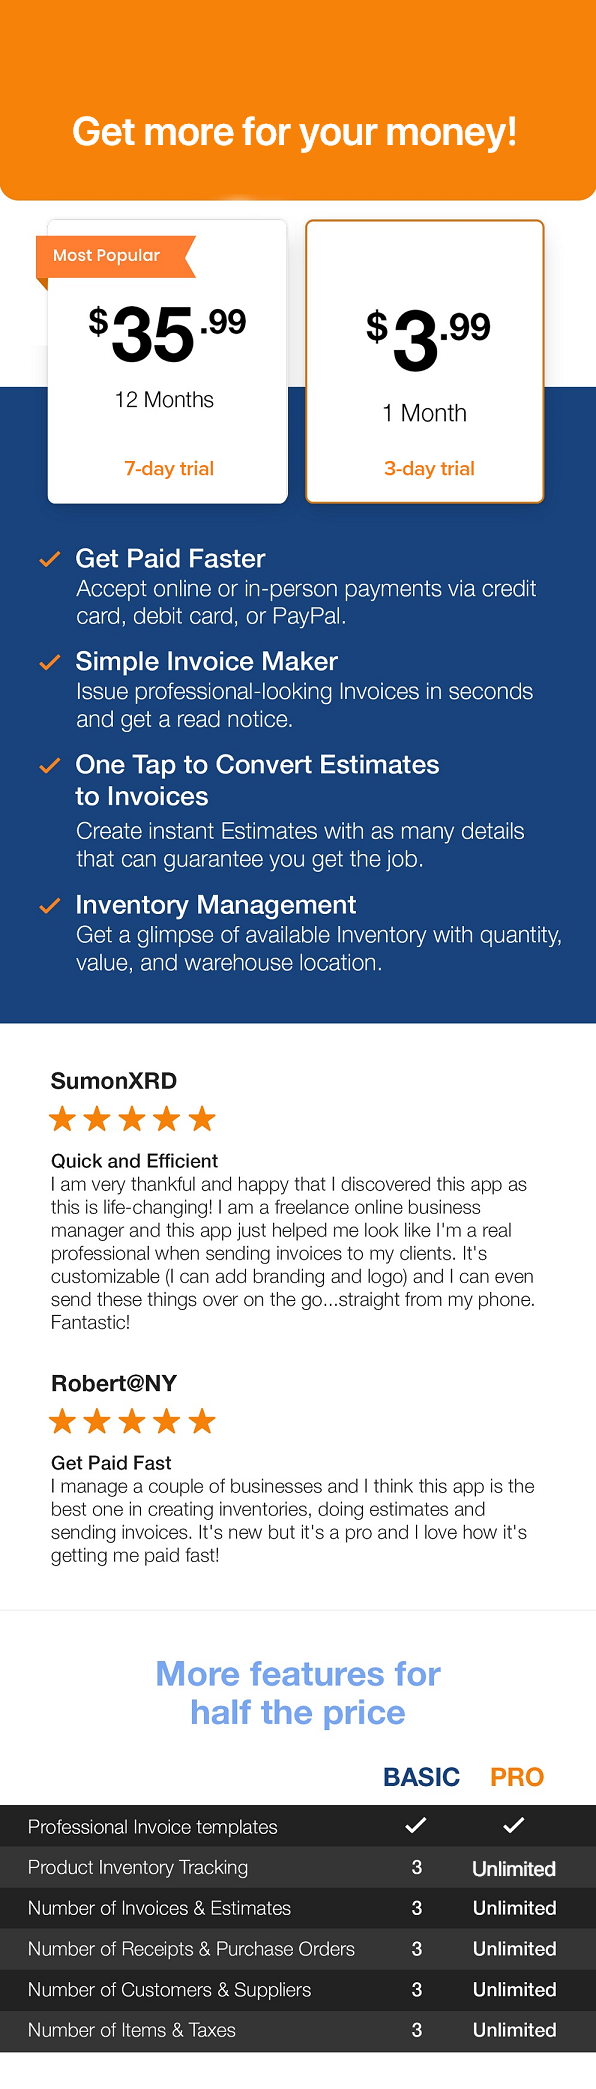 Get more for your money!
Most Popular
$35.99
12 Months
7-day trial
$3.99
1 Month
3-day trial
Get Paid Faster
Accept online or in-person payments via credit
card, debit card, or PayPal.
Simple Invoice Maker
Issue professional-looking Invoices in seconds
and get a read notice.
One Tap to Convert Estimates
to Invoices
Create instant Estimates with as many details
that can guarantee you get the job.
Inventory Management
Get a glimpse of available Inventory with quantity,
value, and warehouse location.
SumonXRD
Quick and Efficient
I am very thankful and happy that I discovered this app as
this is life-changing! I am a freelance online business
manager and this app just helped me look like I'm a real
professional when sending invoices to my clients. It's
customizable (I can add branding and logo) and I can even
send these things over on the go...straight from my phone.
Fantastic!
Robert@NY
Get Paid Fast
I manage a couple of businesses and I think this app is the
best one in creating inventories, doing estimates and
sending invoices. It's new but it's a pro and I love how it's
getting me paid fast!
More features for
half the price
BASIC PRO
Professional Invoice templates
Product Inventory Tracking 3 Unlimited
Number of Invoices & Estimates 3 Unlimited
Number of Receipts & Purchase Orders 3 Unlimited
Number of Customers & Suppliers 3 Unlimited
Number of Items & Taxes 3 Unlimited